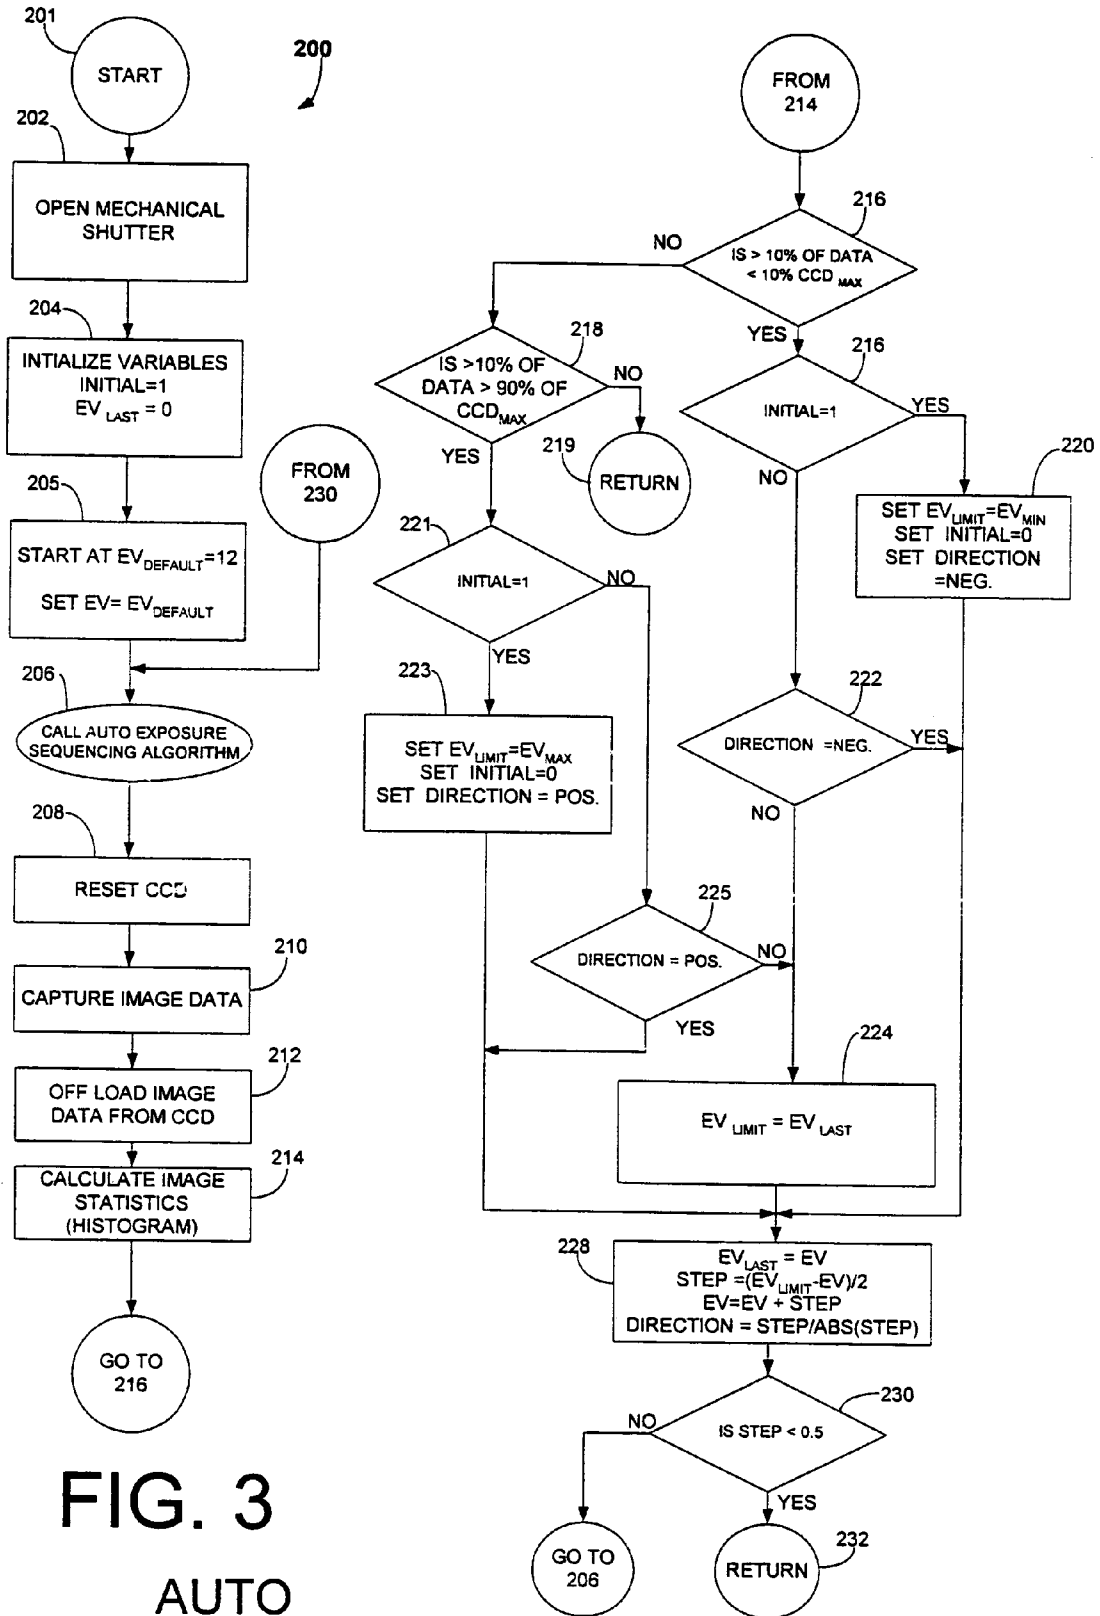 201
START
200
202
OPEN MECHANICAL
SHUTTER
204
INTIALIZE VARIABLES
INITIAL=1
EV LAST = 0
205
START AT EVDEFAULT=12
SET EV= EVDEFAULT
FROM
230
206
CALL AUTO EXPOSURE
SEQUENCING ALGORITHM
208
RESET CCD
210
CAPTURE IMAGE DATA
212
OFF LOAD IMAGE
DATA FROM CCD
214
CALCULATE IMAGE
STATISTICS
(HISTOGRAM)
GO TO
216
FROM
214
216
IS > 10% OF DATA
< 10% CCD MAX
NO
YES
218
IS >10% OF
DATA > 90% OF
CCDMAX
NO
YES
219
RETURN
216
INITIAL=1
YES
NO
220
SET EVLIMIT=EVMIN
SET INITIAL=0
SET DIRECTION
=NEG.
221
INITIAL=1
NO
YES
223
SET EVLIMIT=EVMAX
SET INITIAL=0
SET DIRECTION = POS.
222
DIRECTION =NEG.
YES
NO
225
DIRECTION = POS.
NO
YES
224
EV LIMIT = EV LAST
228
EVLAST = EV
STEP =(EVLIMIT-EV)/2
EV=EV + STEP
DIRECTION = STEP/ABS(STEP)
230
IS STEP < 0.5
NO
YES
GO TO
206
RETURN
232
FIG. 3
AUTO